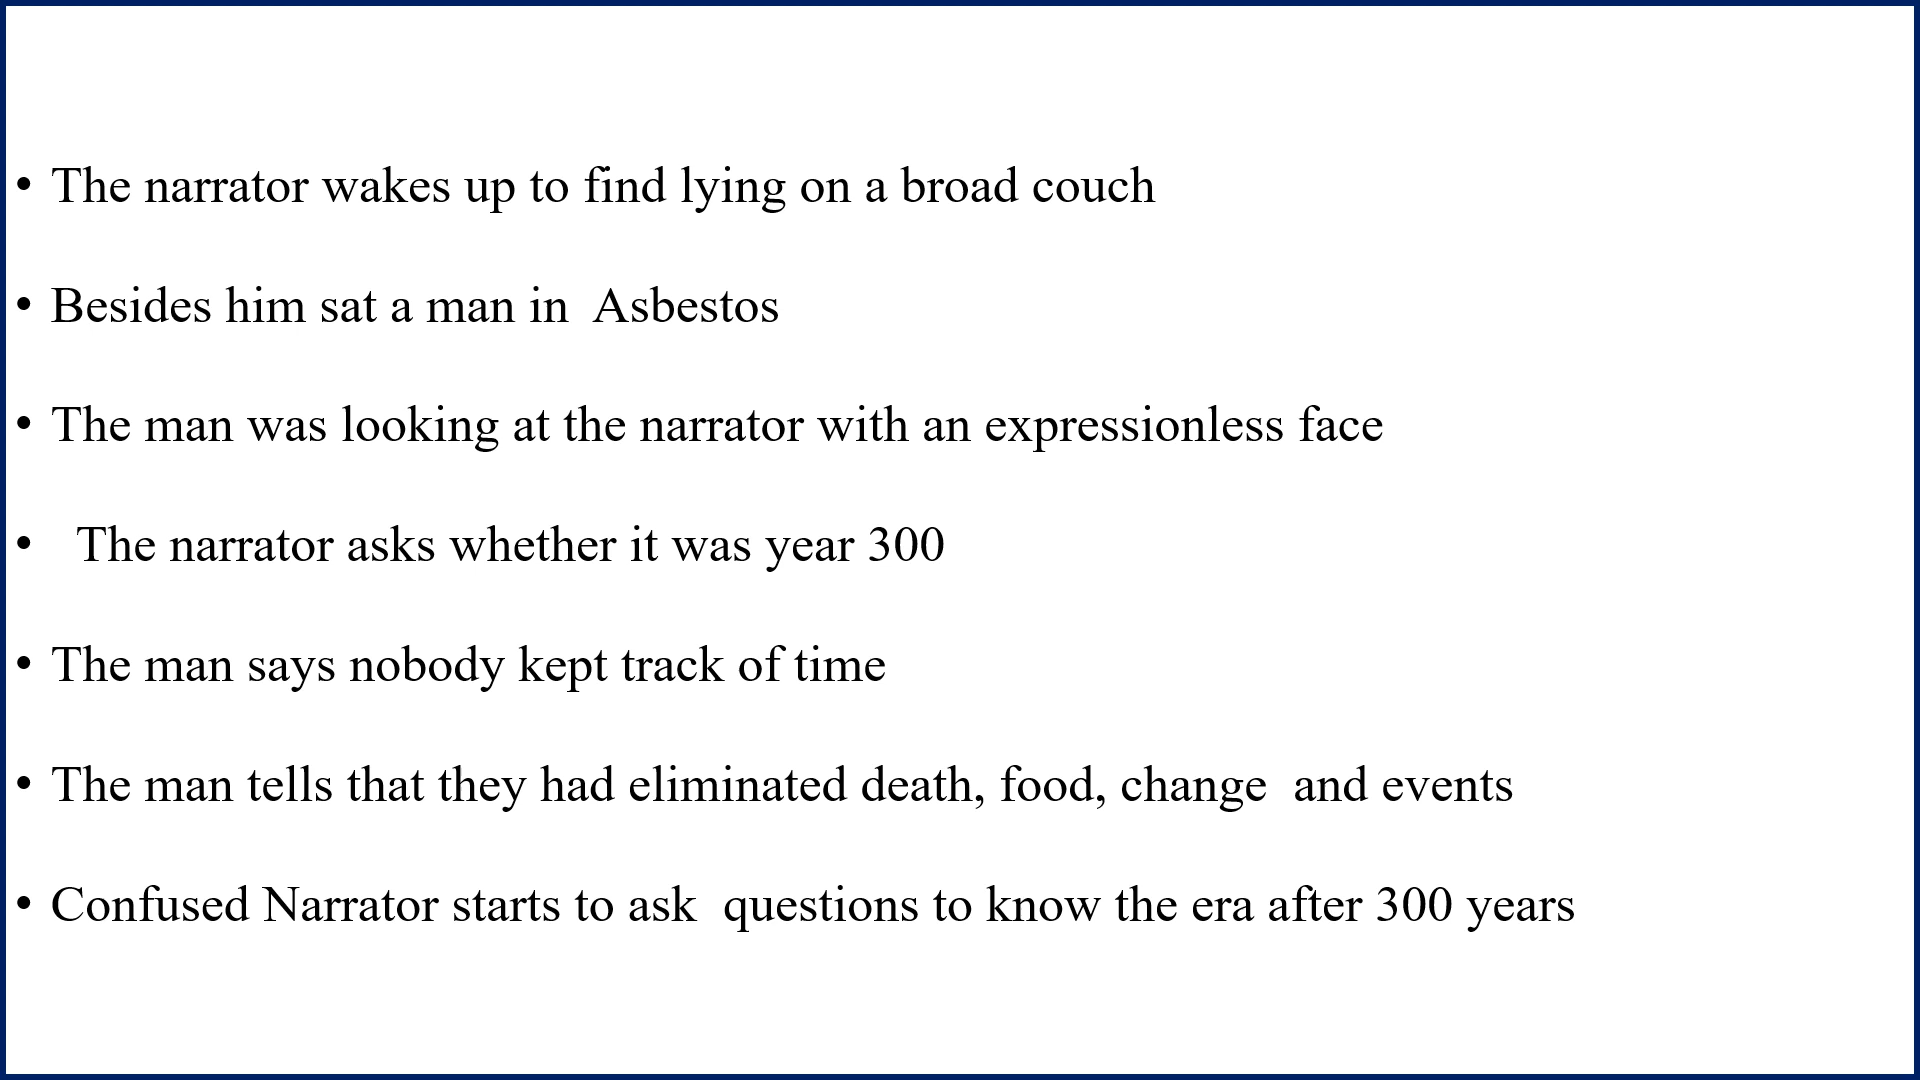 • The narrator wakes up to find lying on a broad couch
• Besides him sat a man in  Asbestos
• The man was looking at the narrator with an expressionless face
•  The narrator asks whether it was year 300
• The man says nobody kept track of time
• The man tells that they had eliminated death, food, change  and events
• Confused Narrator starts to ask  questions to know the era after 300 years